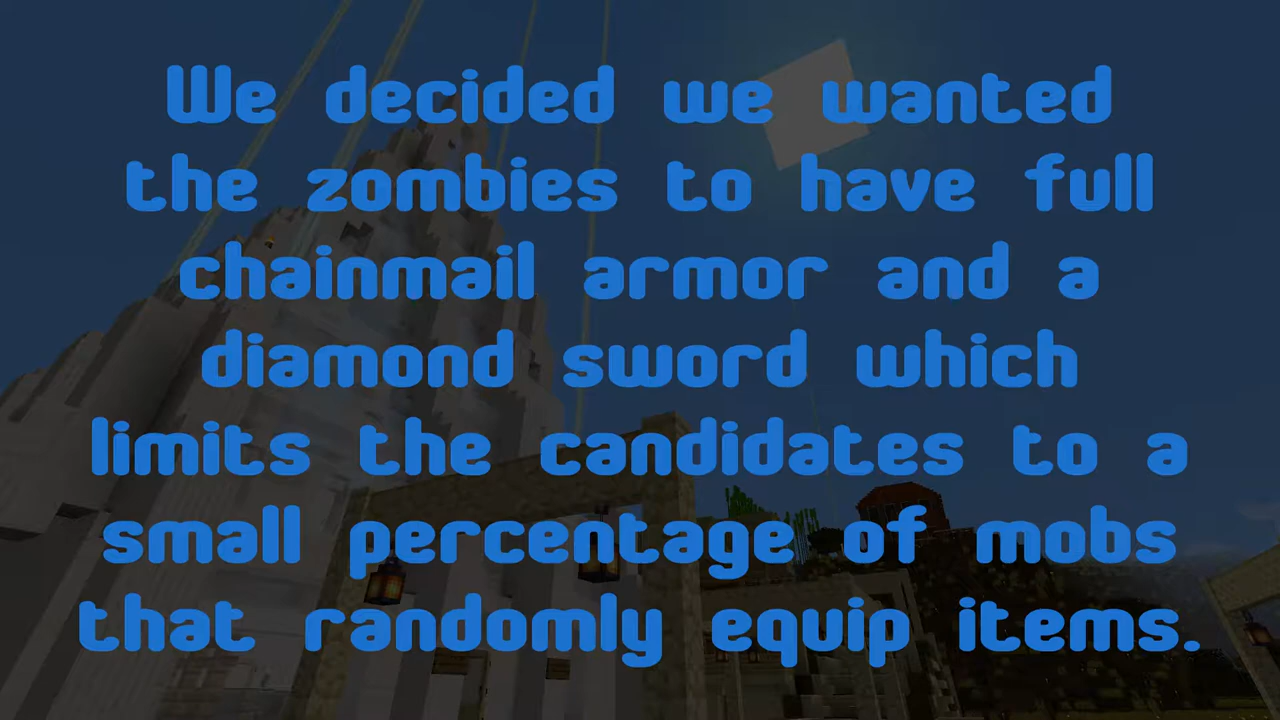 We decided we wanted
the zombies to have full
chainmail armor and a
diamond sword which
limits the candidates to a
small percentage of mobs
that randomly equip items.